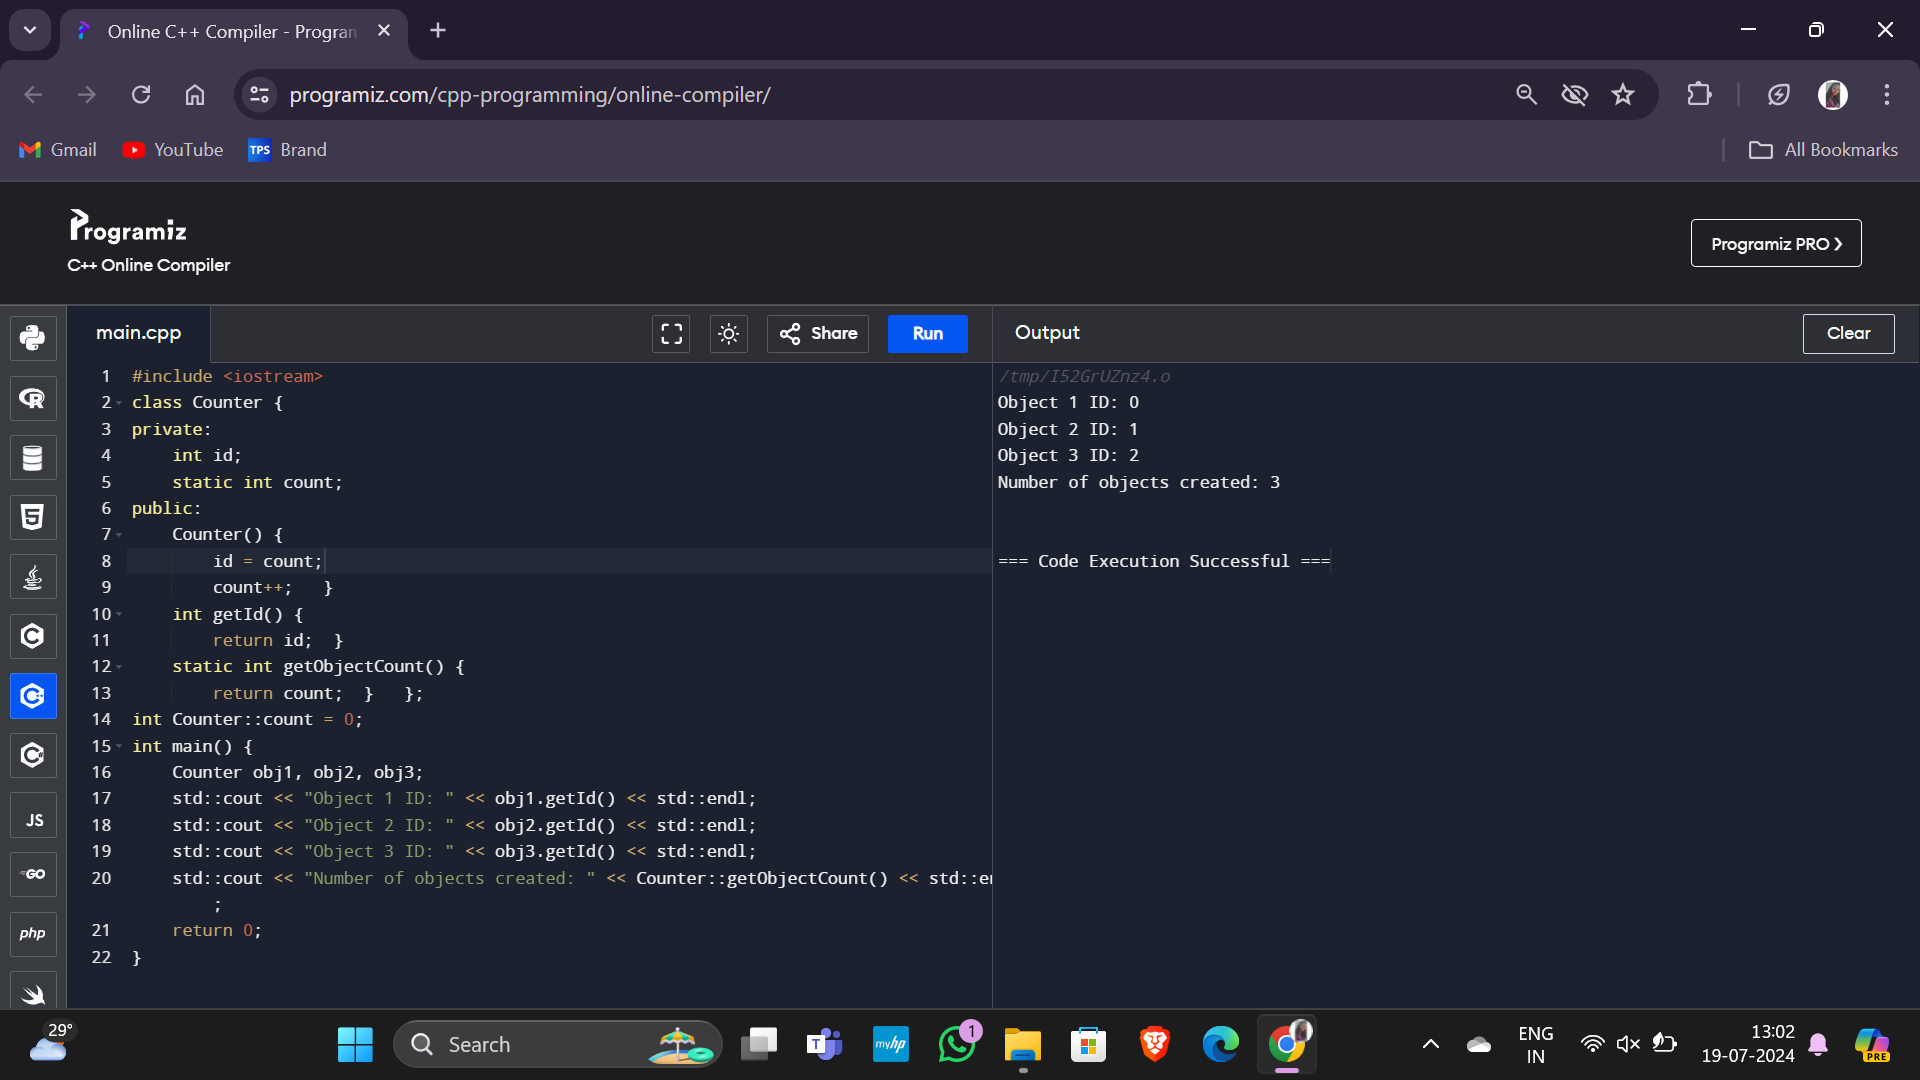 Online C++ Compiler - Program
programiz.com/cpp-programming/online-compiler/
Gmail
YouTube
TPS Brand
All Bookmarks
Programiz
C++ Online Compiler
Programiz PRO ❯
main.cpp
Share
Run
Output
Clear
1 #include <iostream>
2 class Counter {
3 private:
4     int id;
5     static int count;
6 public:
7     Counter() {
8         id = count;
9         count++;   }
10     int getId() {
11         return id;  }
12     static int getObjectCount() {
13         return count;  }   };
14 int Counter::count = 0;
15 int main() {
16     Counter obj1, obj2, obj3;
17     std::cout << "Object 1 ID: " << obj1.getId() << std::endl;
18     std::cout << "Object 2 ID: " << obj2.getId() << std::endl;
19     std::cout << "Object 3 ID: " << obj3.getId() << std::endl;
20     std::cout << "Number of objects created: " << Counter::getObjectCount() << std::en
        ;
21     return 0;
22 }
/tmp/I52GrUZnz4.o
Object 1 ID: 0
Object 2 ID: 1
Object 3 ID: 2
Number of objects created: 3
=== Code Execution Successful ===
R
5
C
C
C
JS
GO
php
29°
Search
T
myhp
1
ENG
IN
13:02
19-07-2024
PRE